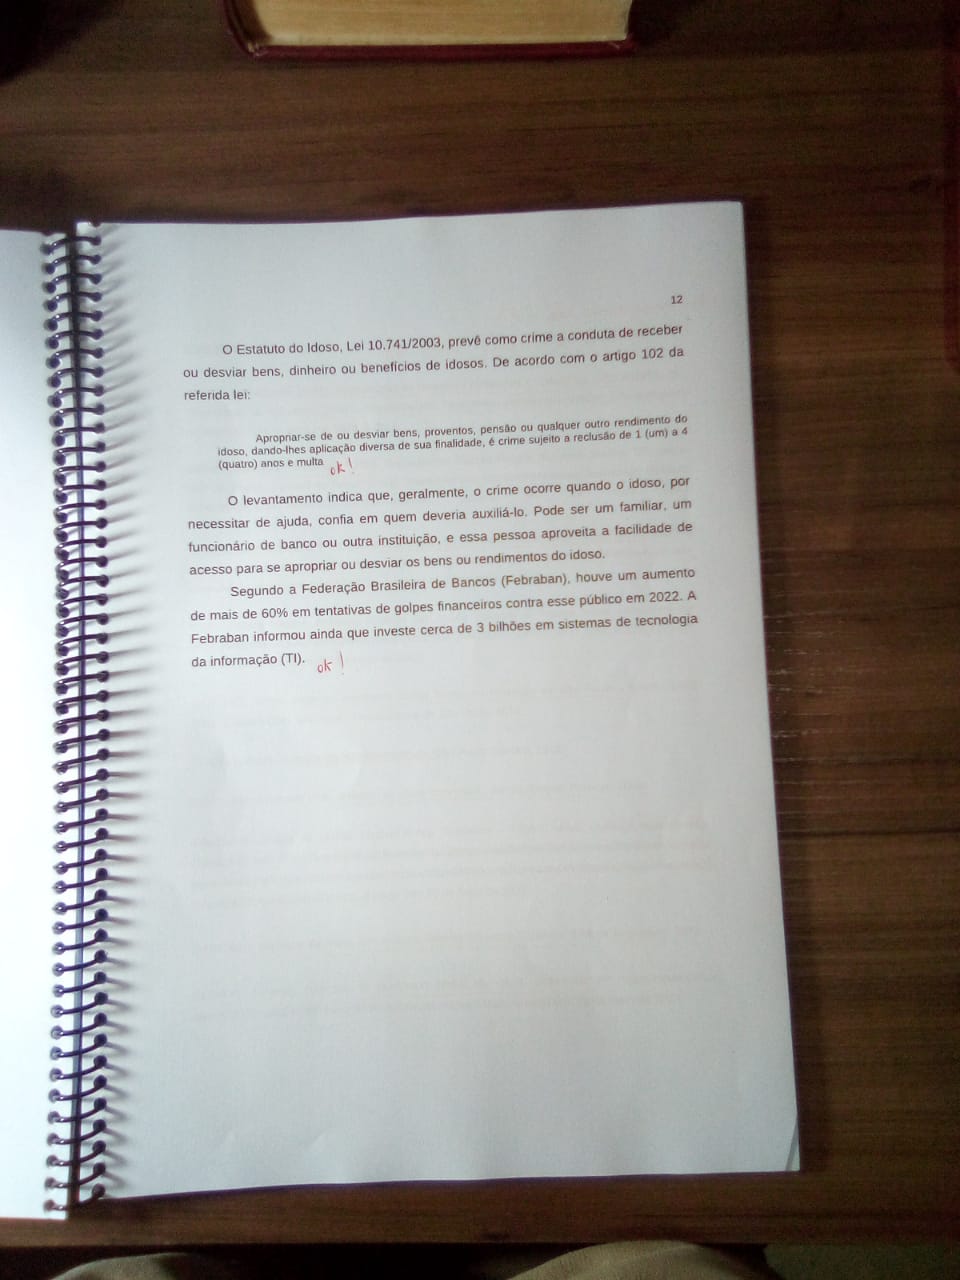 12
O Estatuto do Idoso, Lei 10.741/2003, prevê como crime a conduta de receber
ou desviar bens, dinheiro ou benefícios de idosos. De acordo com o artigo 102 da
referida lei:
Apropriar-se de ou desviar bens, proventos, pensão ou qualquer outro rendimento do
idoso, dando-lhes aplicação diversa de sua finalidade, é crime sujeito a reclusão de 1 (um) a 4
(quatro) anos e multa ok!
O levantamento indica que, geralmente, o crime ocorre quando o idoso, por
necessitar de ajuda, confia em quem deveria auxiliá-lo. Pode ser um familiar, um
funcionário de banco ou outra instituição, e essa pessoa aproveita a facilidade de
acesso para se apropriar ou desviar os bens ou rendimentos do idoso.
Segundo a Federação Brasileira de Bancos (Febraban), houve um aumento
de mais de 60% em tentativas de golpes financeiros contra esse público em 2022. A
Febraban informou ainda que investe cerca de 3 bilhões em sistemas de tecnologia
da informação (TI). ok!